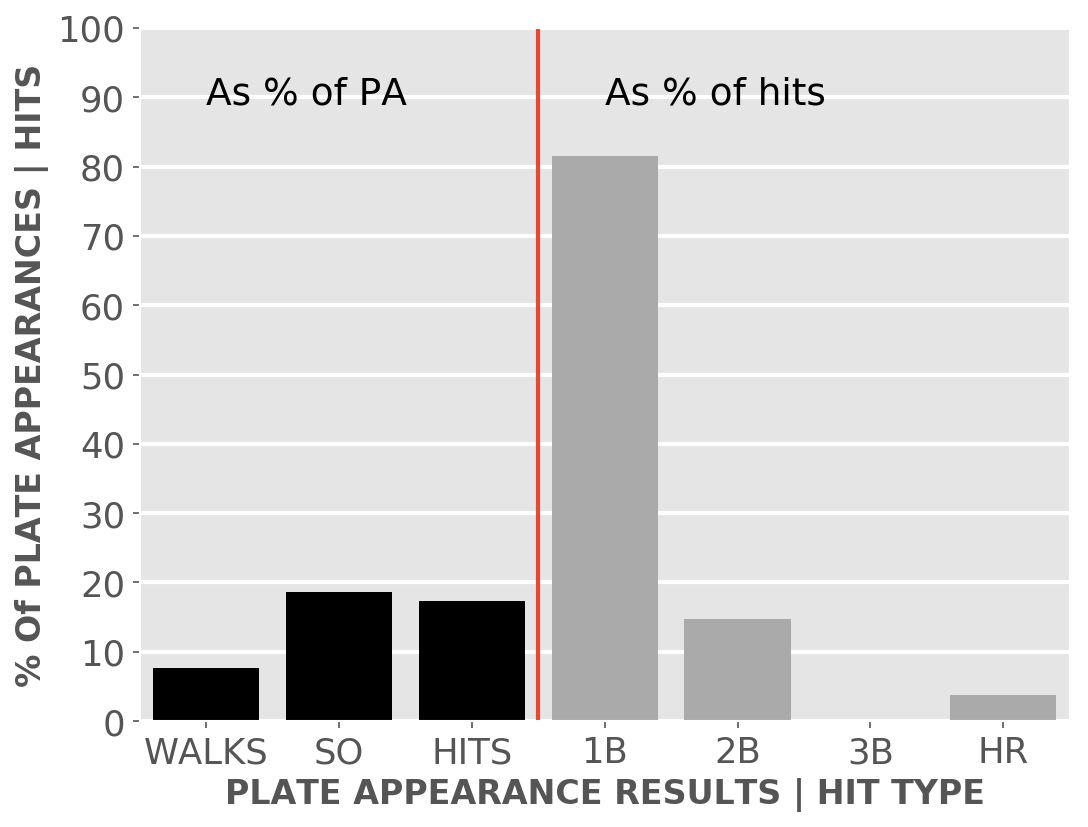 % Of PLATE APPEARANCES | HITS
100
90
80
70
60
50
40
30
20
10
0
As % of PA
As % of hits
WALKS SO HITS 1B 2B 3B HR
PLATE APPEARANCE RESULTS | HIT TYPE